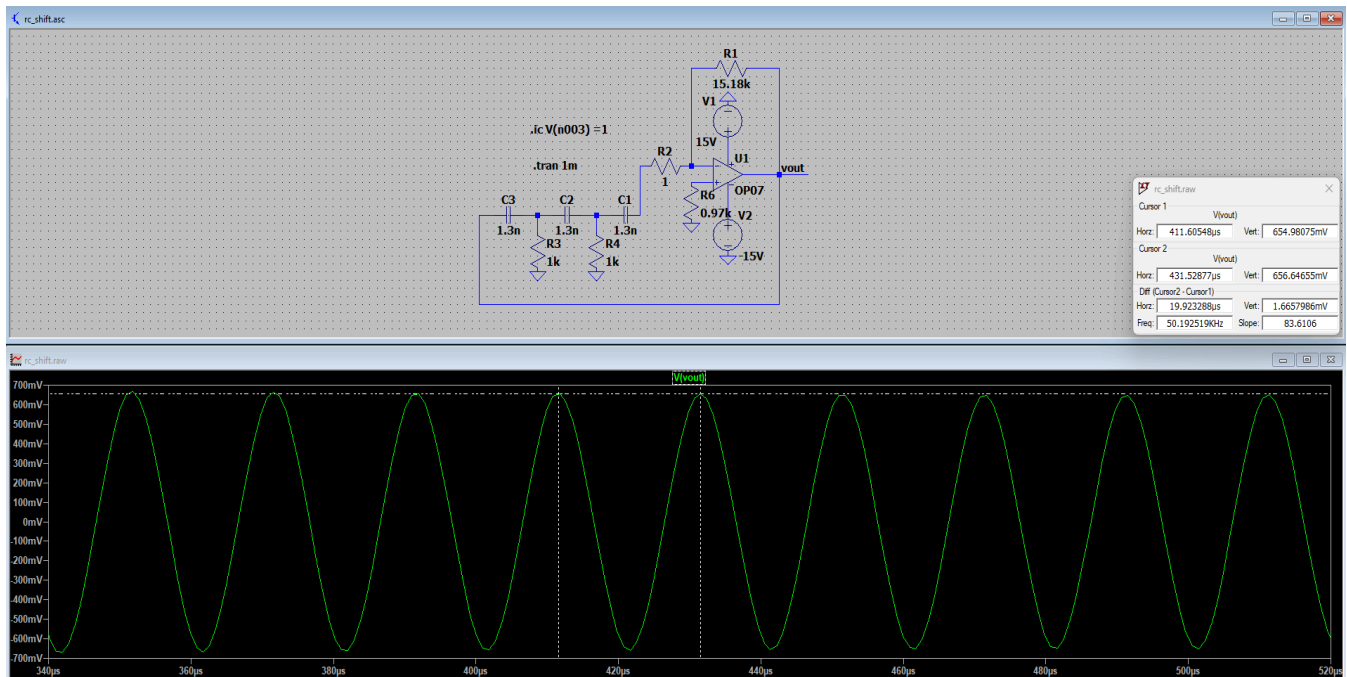 rc_shift.asc
R1
15.18k
V1
.ic V(n003) =1
15V
R2
U1
.tran 1m
vout
1
OP07
C3
C2
C1
R6
0.97k
V2
1.3n
1.3n
1.3n
R3
R4
1k
1k
-15V
rc_shift.raw
Cursor 1
V(vout)
Horz: 411.60548µs Vert: 654.98075mV
Cursor 2
V(vout)
Horz: 431.52877µs Vert: 656.64655mV
Diff (Cursor2 - Cursor1)
Horz: 19.923288µs Vert: 1.6657986mV
Freq: 50.192519KHz Slope: 83.6106
rc_shift.raw
V(vout)
700mV
600mV
500mV
400mV
300mV
200mV
100mV
0mV
-100mV
-200mV
-300mV
-400mV
-500mV
-600mV
-700mV
340µs 360µs 380µs 400µs 420µs 440µs 460µs 480µs 500µs 520µs